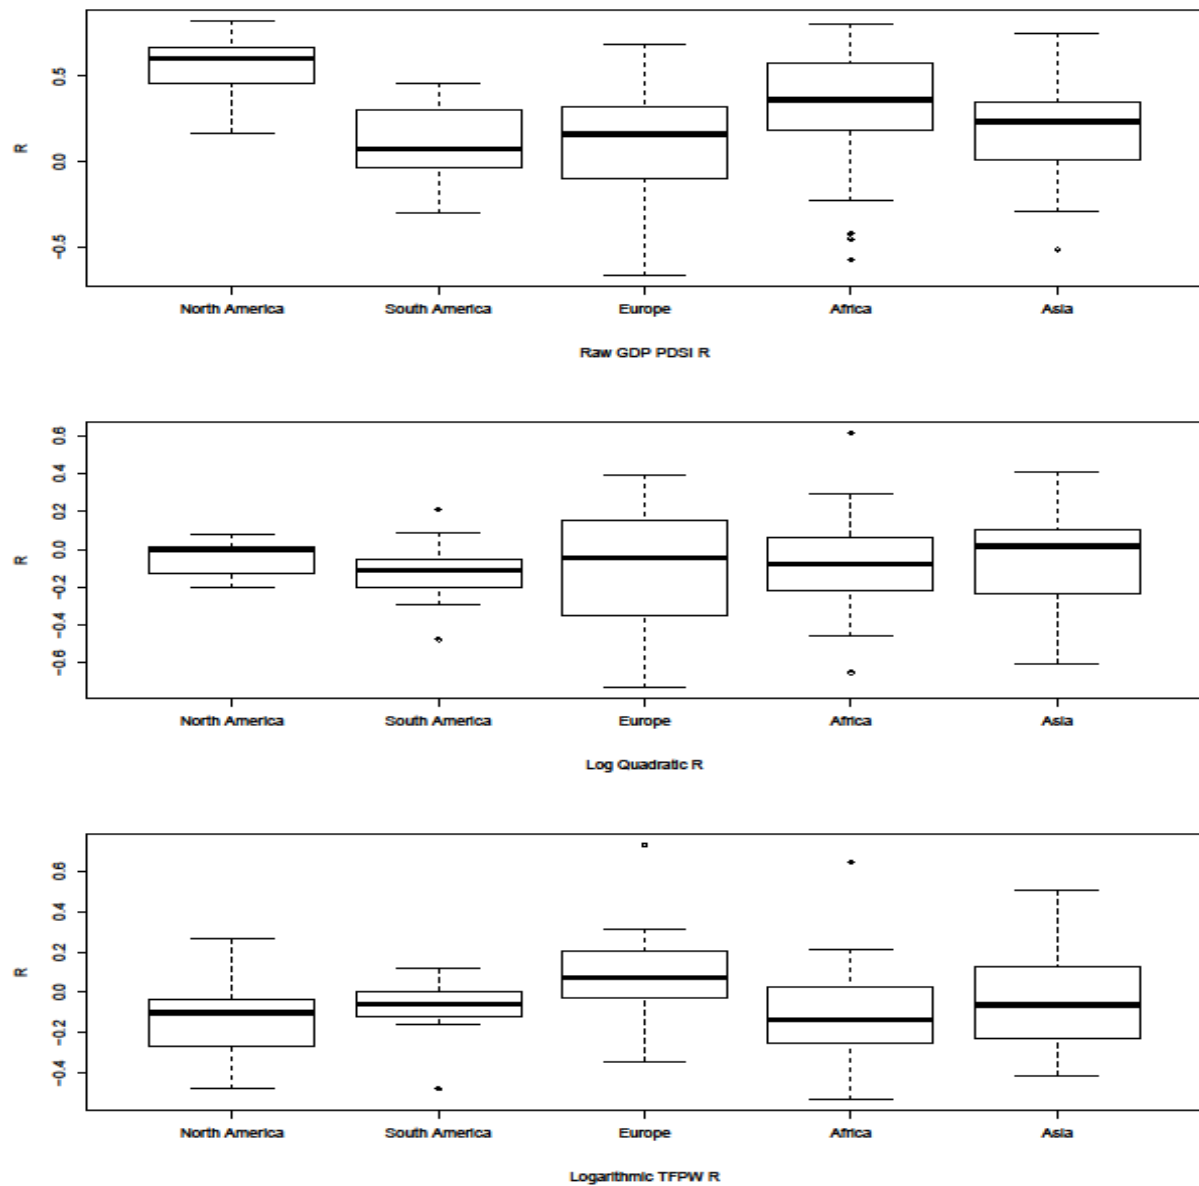 R
0.5
0.0
-0.5
North America South America Europe Africa Asia
Raw GDP PDSI R
R
0.6
0.4
0.2
0.0
-0.2
-0.4
-0.6
North America South America Europe Africa Asia
Log Quadratic R
R
0.6
0.4
0.2
0.0
-0.2
-0.4
North America South America Europe Africa Asia
Logarithmic TFPW R